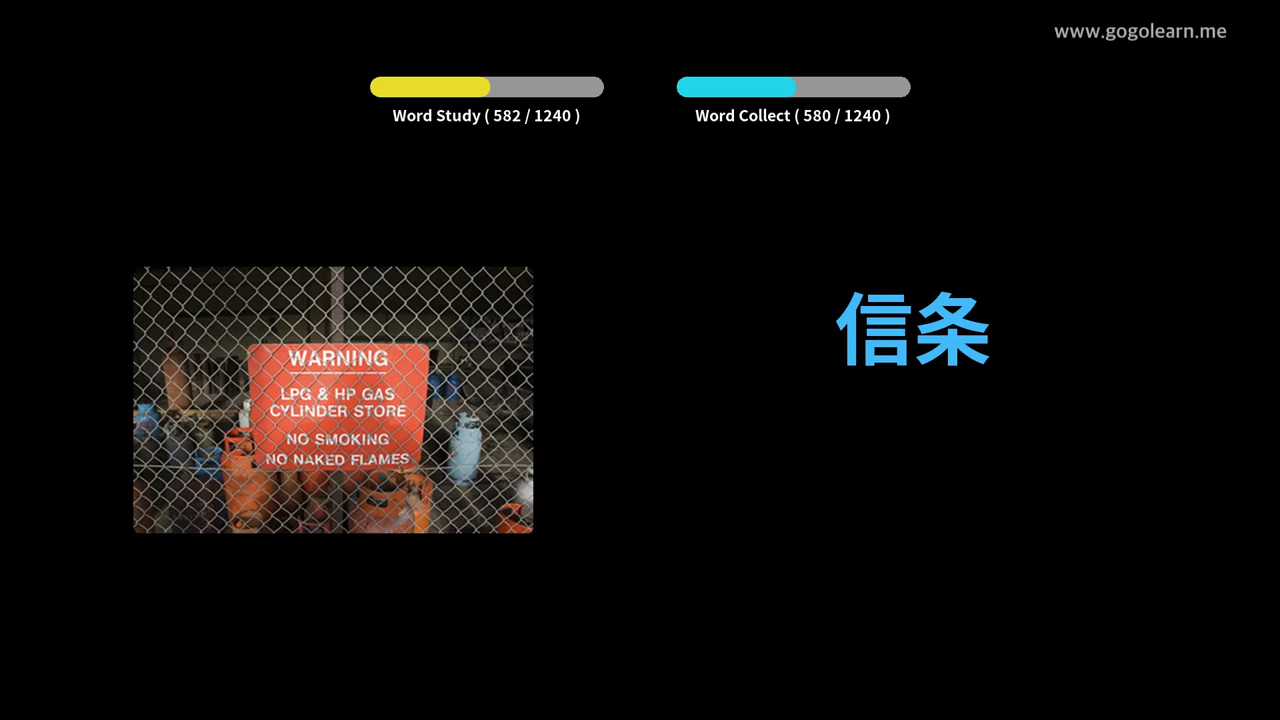 www.gogolearn.me
Word Study ( 582 / 1240 )
Word Collect ( 580 / 1240 )
WARNING
LPG & HP GAS
CYLINDER STORE
NO SMOKING
NO NAKED FLAMES
信条